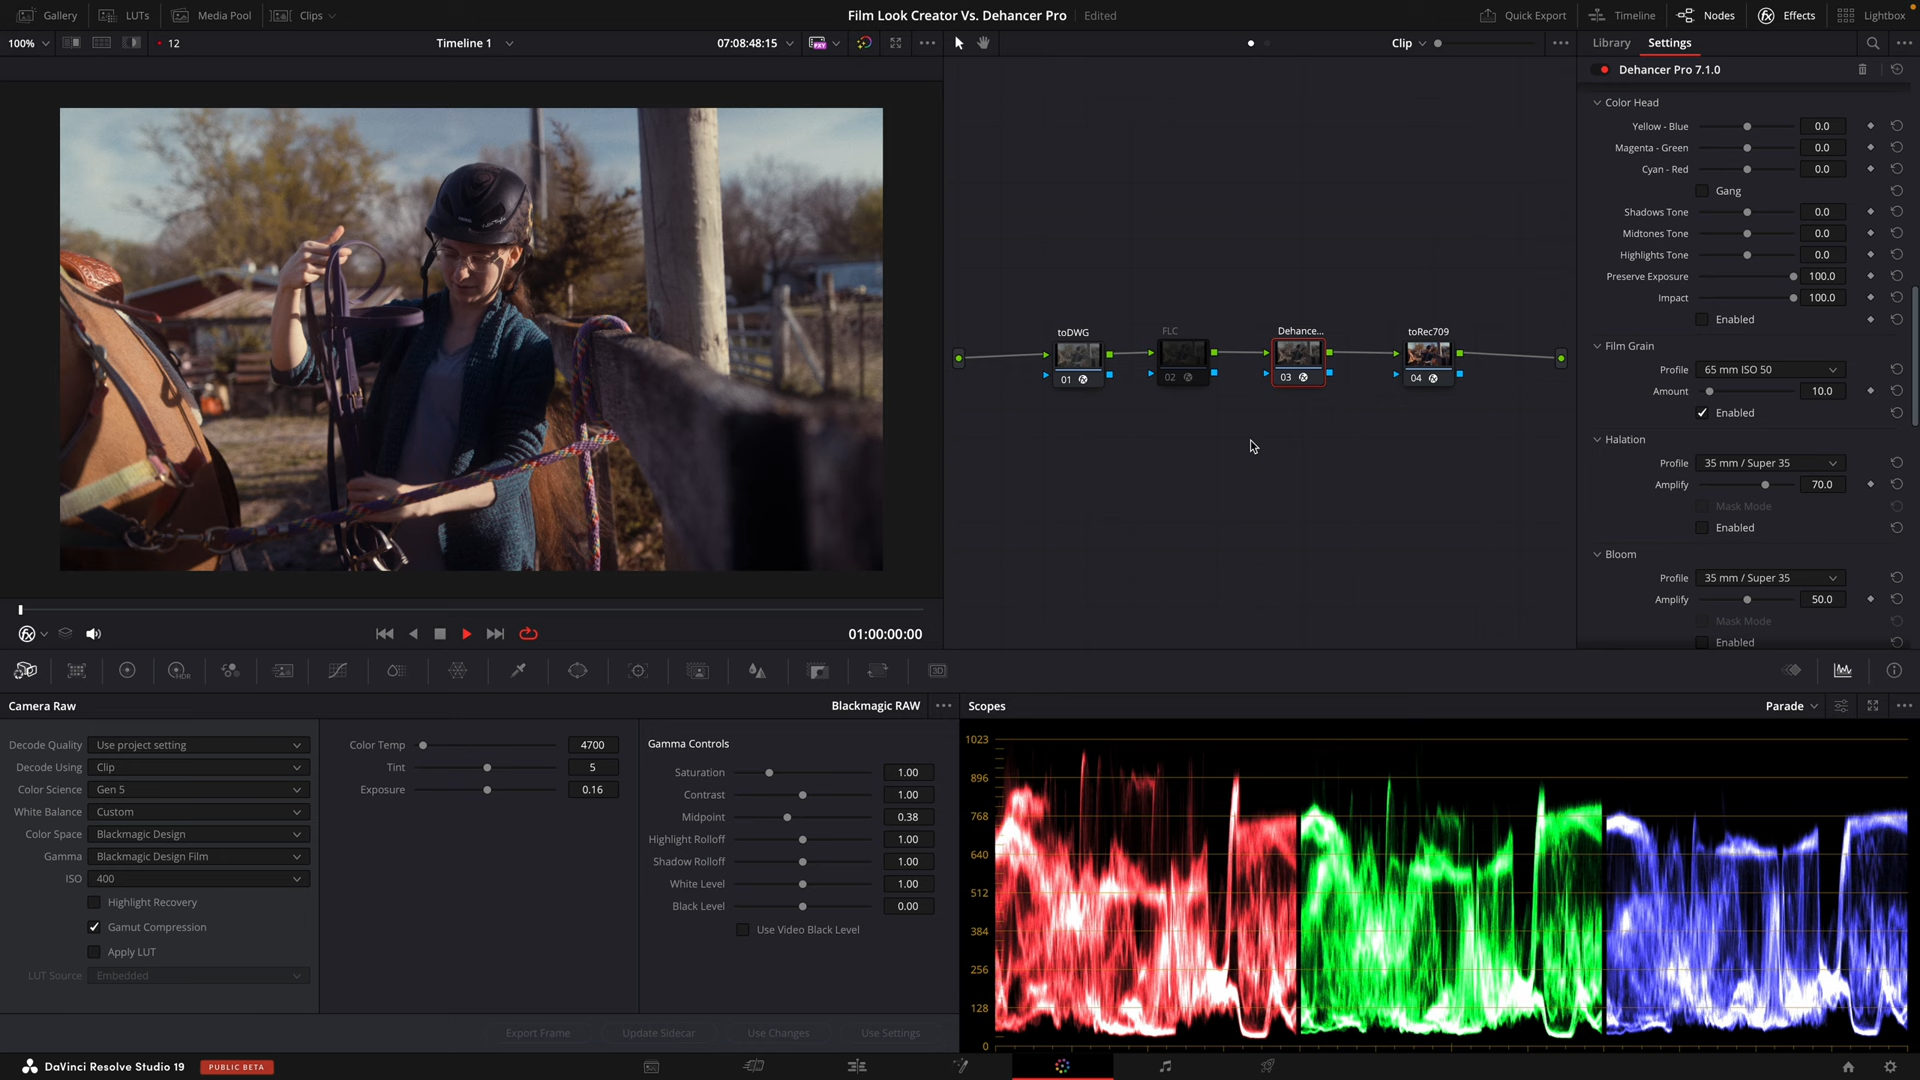 Gallery LUTs Media Pool Clips Film Look Creator Vs. Dehancer Pro Edited Quick Export Timeline Nodes Effects Lightbox
100% 12 Timeline 1 07:08:48:15 PXY Clip Library Settings
Dehancer Pro 7.1.0
Color Head
Yellow - Blue 0.0
Magenta - Green 0.0
Cyan - Red 0.0
Gang
Shadows Tone 0.0
Midtones Tone 0.0
Highlights Tone 0.0
Preserve Exposure 100.0
Impact 100.0
Enabled
Film Grain
Profile 65 mm ISO 50
Amount 10.0
Enabled
Halation
Profile 35 mm / Super 35
Amplify 70.0
Mask Mode
Enabled
Bloom
Profile 35 mm / Super 35
Amplify 50.0
Mask Mode
Enabled
toDWG FLC Dehance... toRec709
01 02 03 04
01:00:00:00
HDR 3D
Camera Raw Blackmagic RAW
Decode Quality Use project setting
Decode Using Clip
Color Science Gen 5
White Balance Custom
Color Space Blackmagic Design
Gamma Blackmagic Design Film
ISO 400
Highlight Recovery
Gamut Compression
Apply LUT
LUT Source Embedded
Color Temp 4700
Tint 5
Exposure 0.16
Gamma Controls
Saturation 1.00
Contrast 1.00
Midpoint 0.38
Highlight Rolloff 1.00
Shadow Rolloff 1.00
White Level 1.00
Black Level 0.00
Use Video Black Level
Export Frame Update Sidecar Use Changes Use Settings
Scopes Parade
1023
896
768
640
512
384
256
128
0
DaVinci Resolve Studio 19 PUBLIC BETA